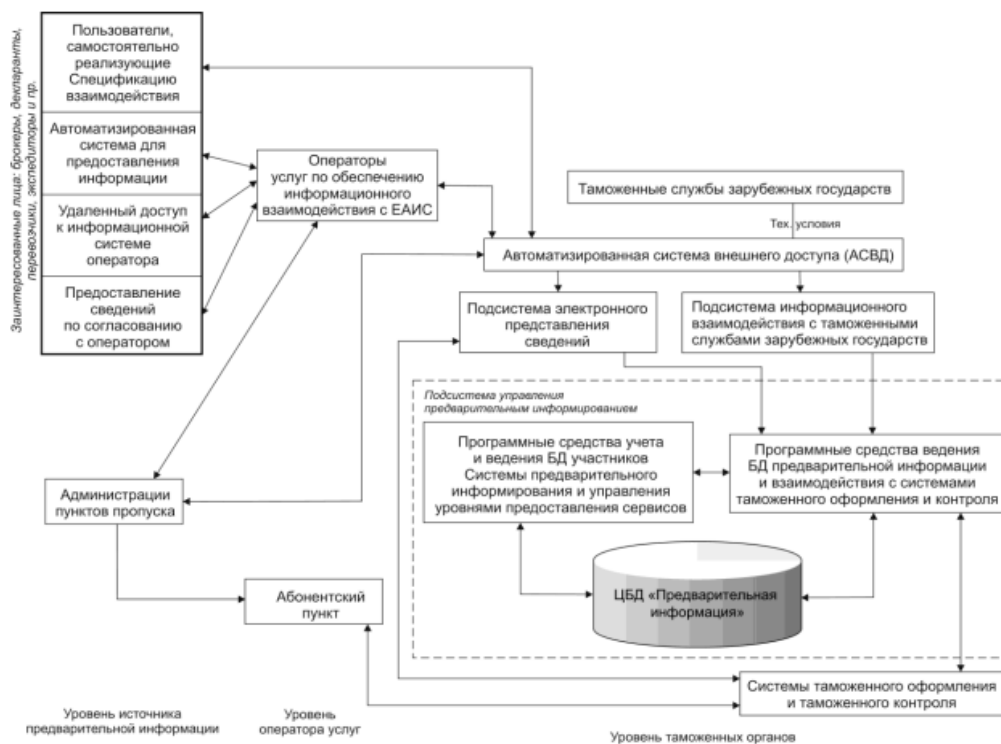 Заинтересованные лица: брокеры, декларанты,
перевозчики, экспедиторы и пр.
Пользователи,
самостоятельно
реализующие
Спецификацию
взаимодействия
Автоматизированная
система для
предоставления
информации
Удаленный доступ
к информационной
системе
оператора
Предоставление
сведений
по согласованию
с оператором
Операторы
услуг по обеспечению
информационного
взаимодействия с ЕАИС
Таможенные службы зарубежных государств
Тех. условия
Автоматизированная система внешнего доступа (АСВД)
Подсистема электронного
представления
сведений
Подсистема информационного
взаимодействия с таможенными
службами зарубежных государств
Подсистема управления
предварительным информированием
Программные средства учета
и ведения БД участников
Системы предварительного
информирования и управления
уровнями предоставления сервисов
Программные средства ведения
БД предварительной информации
и взаимодействия с системами
таможенного оформления и контроля
Администрации
пунктов пропуска
Абонентский
пункт
ЦБД «Предварительная
информация»
Системы таможенного оформления
и таможенного контроля
Уровень источника
предварительной информации
Уровень
оператора услуг
Уровень таможенных органов